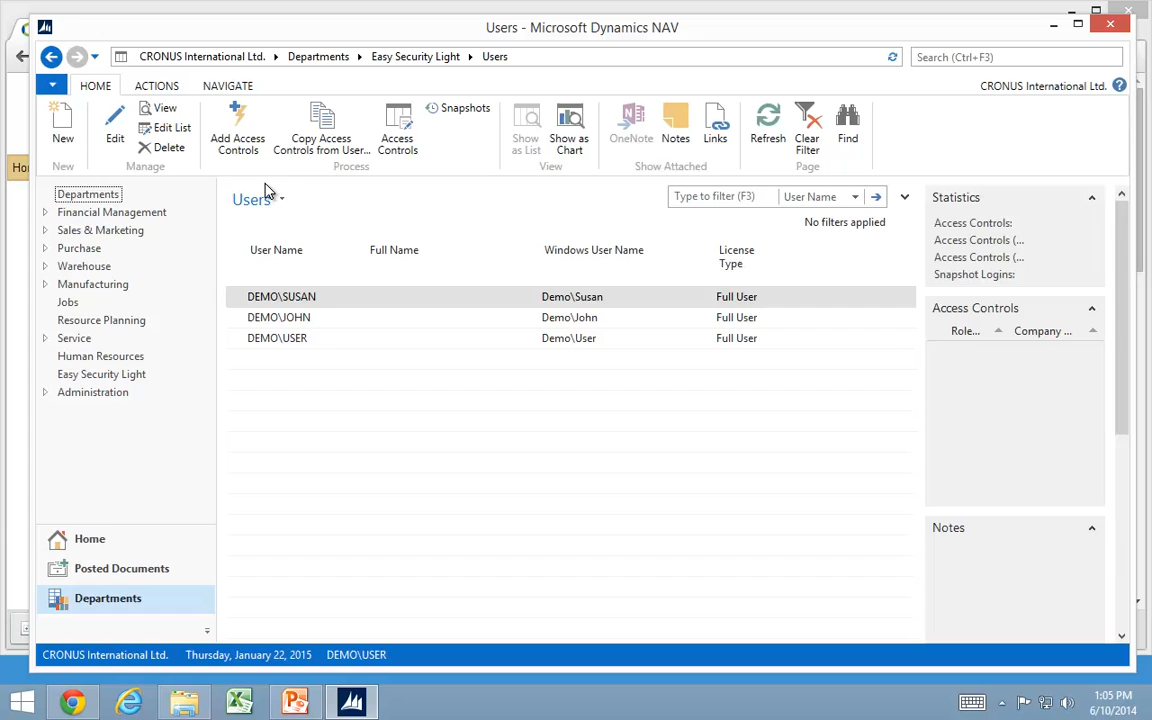 Users - Microsoft Dynamics NAV
CRONUS International Ltd. Departments Easy Security Light Users
Search (Ctrl+F3)
HOME ACTIONS NAVIGATE
CRONUS International Ltd.
New
Edit
View
Edit List
Delete
Add Access Controls
Copy Access Controls from User...
Access Controls
Snapshots
Show as List
Show as Chart
OneNote
Notes
Links
Refresh
Clear Filter
Find
New Manage Process View Show Attached Page
Departments
Financial Management
Sales & Marketing
Purchase
Warehouse
Manufacturing
Jobs
Resource Planning
Service
Human Resources
Easy Security Light
Administration
Home
Posted Documents
Departments
Users
Type to filter (F3) User Name
No filters applied
User Name Full Name Windows User Name License Type
DEMO\SUSAN Demo\Susan Full User
DEMO\JOHN Demo\John Full User
DEMO\USER Demo\User Full User
Statistics
Access Controls:
Access Controls (...
Access Controls (...
Snapshot Logins:
Access Controls
Role... Company ...
Notes
CRONUS International Ltd. Thursday, January 22, 2015 DEMO\USER
1:05 PM
6/10/2014